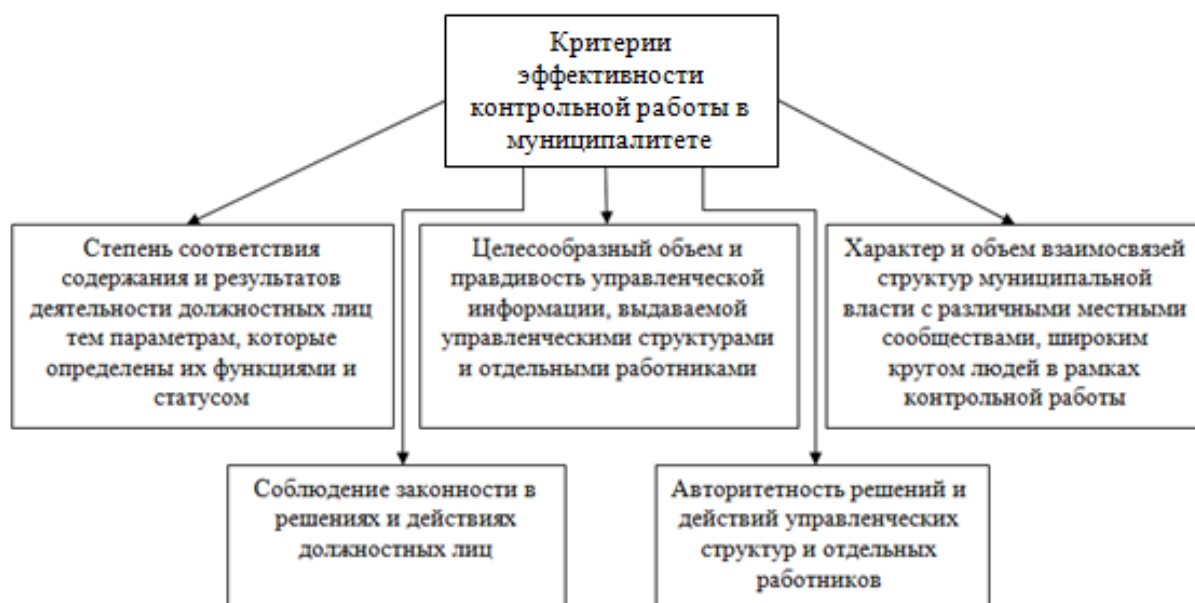 Критерии
эффективности
контрольной работы в
муниципалитете
Степень соответствия
содержания и результатов
деятельности должностных лиц
тем параметрам, которые
определены их функциями и
статусом
Целесообразный объем и
правдивость управленческой
информации, выдаваемой
управленческими структурами
и отдельными работниками
Характер и объем взаимосвязей
структур муниципальной
власти с различными местными
сообществами, широким
кругом людей в рамках
контрольной работы
Соблюдение законности в
решениях и действиях
должностных лиц
Авторитетность решений и
действий управленческих
структур и отдельных
работников